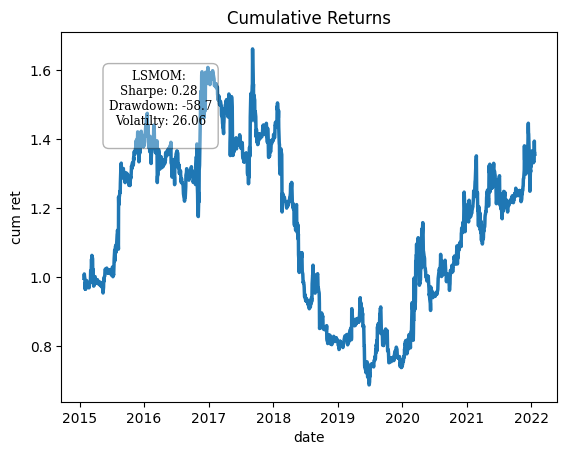 Cumulative Returns
LSMOM:
Sharpe: 0.28
Drawdown: -58.7
Volatilty: 26.06
1.6
1.4
1.2
1.0
0.8
cum ret
2015 2016 2017 2018 2019 2020 2021 2022
date